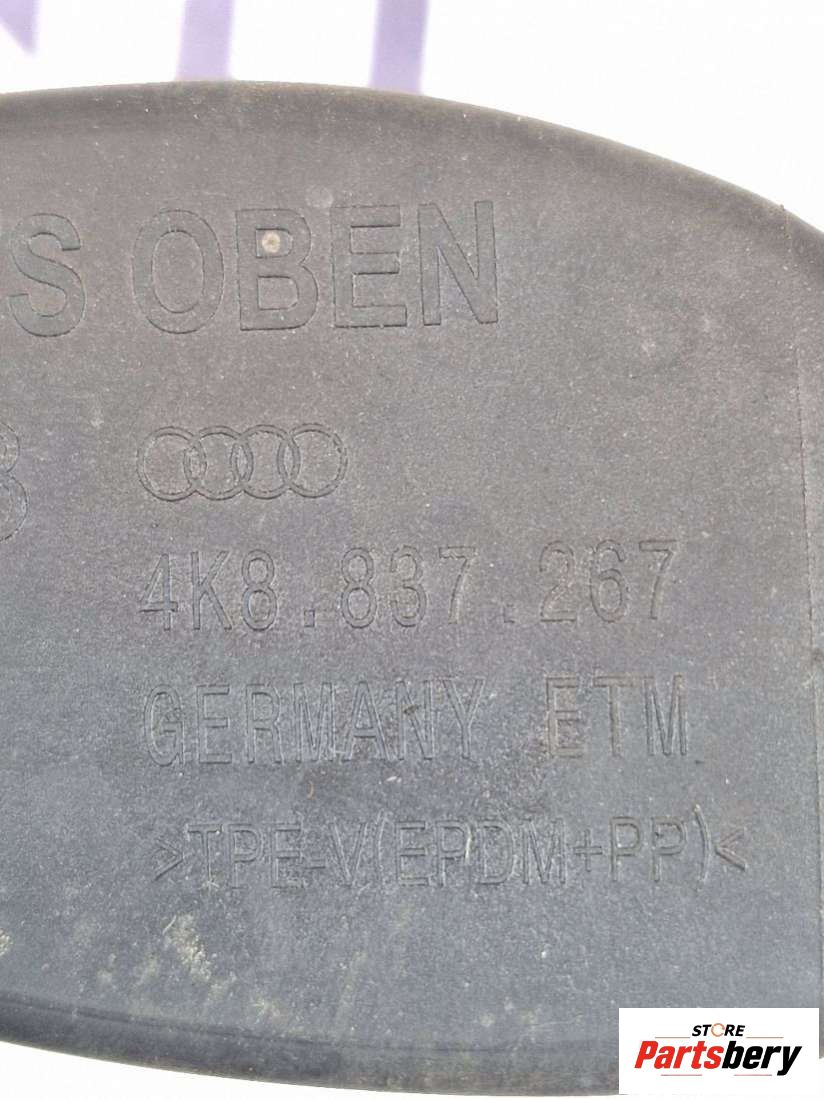 S OBEN
4K8.837.267
GERMANY ETM
>TPE-V(EPDM+PP)<
STORE
Partsbery